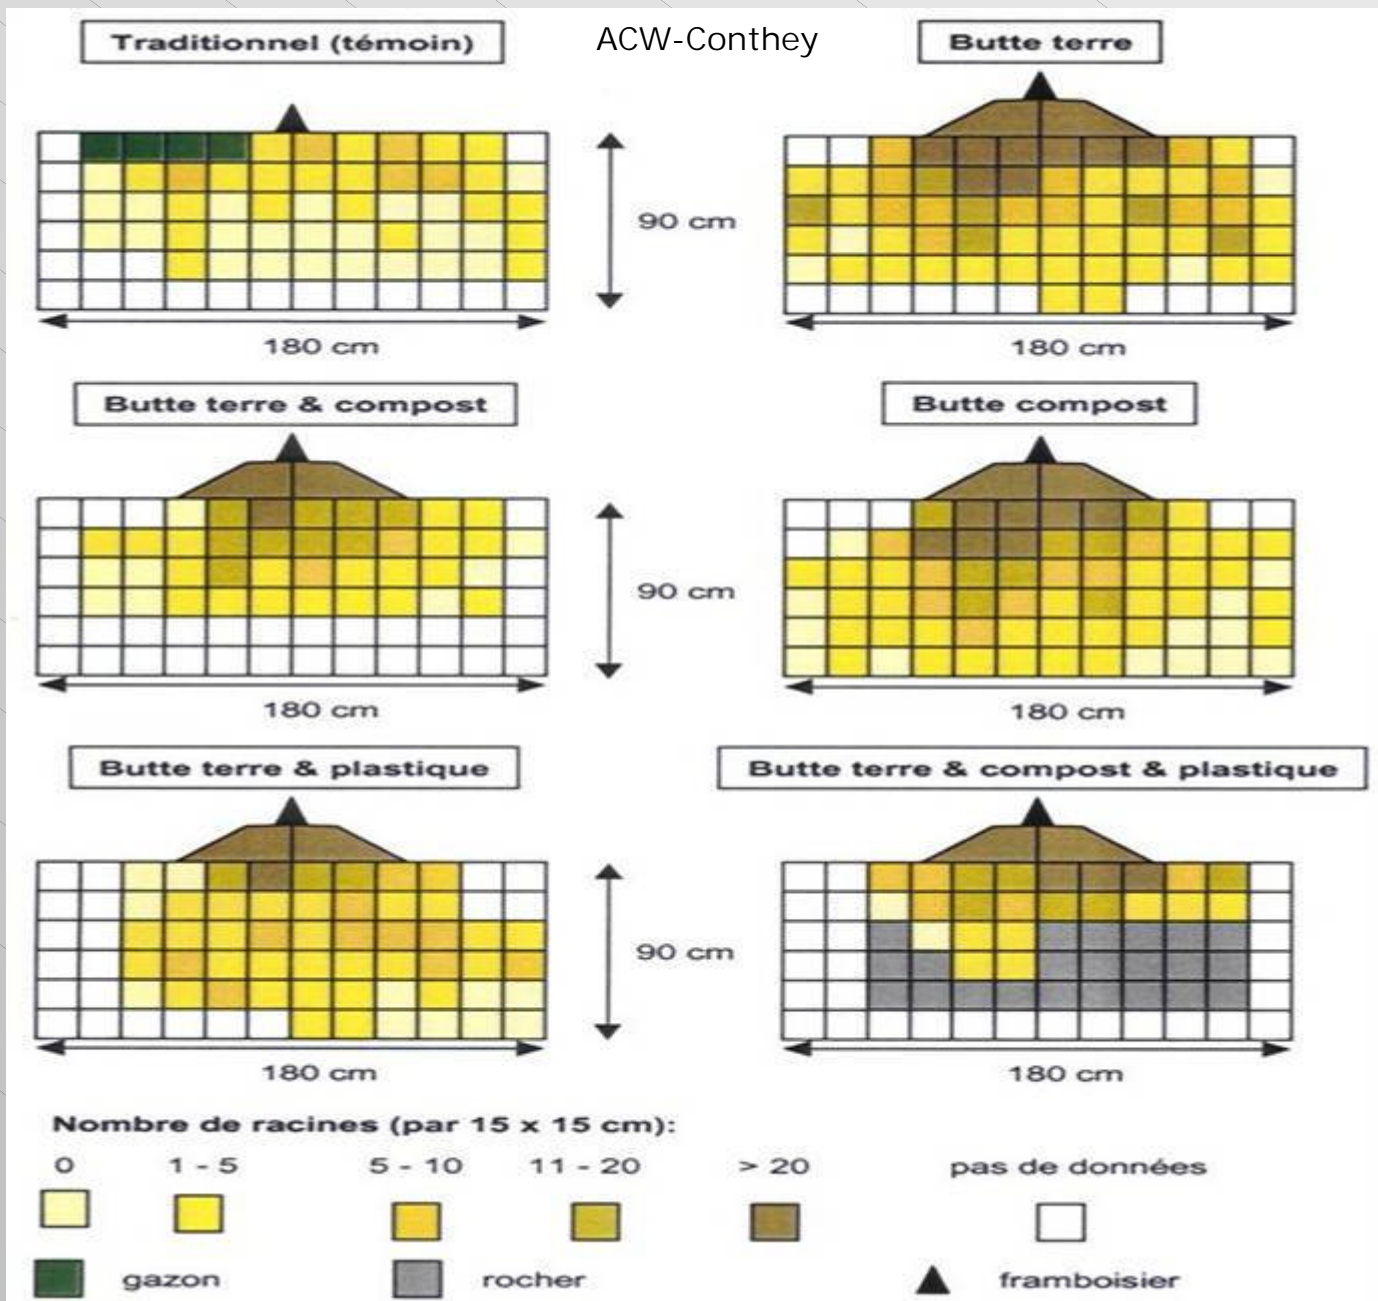 Traditionnel (témoin) ACW-Conthey Butte terre
90 cm
180 cm 180 cm
Butte terre & compost Butte compost
90 cm
180 cm 180 cm
Butte terre & plastique Butte terre & compost & plastique
90 cm
180 cm 180 cm
Nombre de racines (par 15 x 15 cm):
0 1 - 5 5 - 10 11 - 20 > 20 pas de données
gazon rocher framboisier